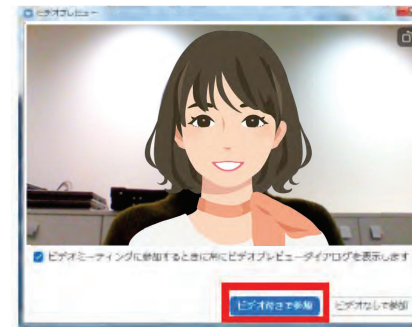 ビデオプレビュー
ビデオミーティングに参加するときに常にビデオプレビューダイアログを表示します
ビデオ付きで参加
ビデオなしで参加